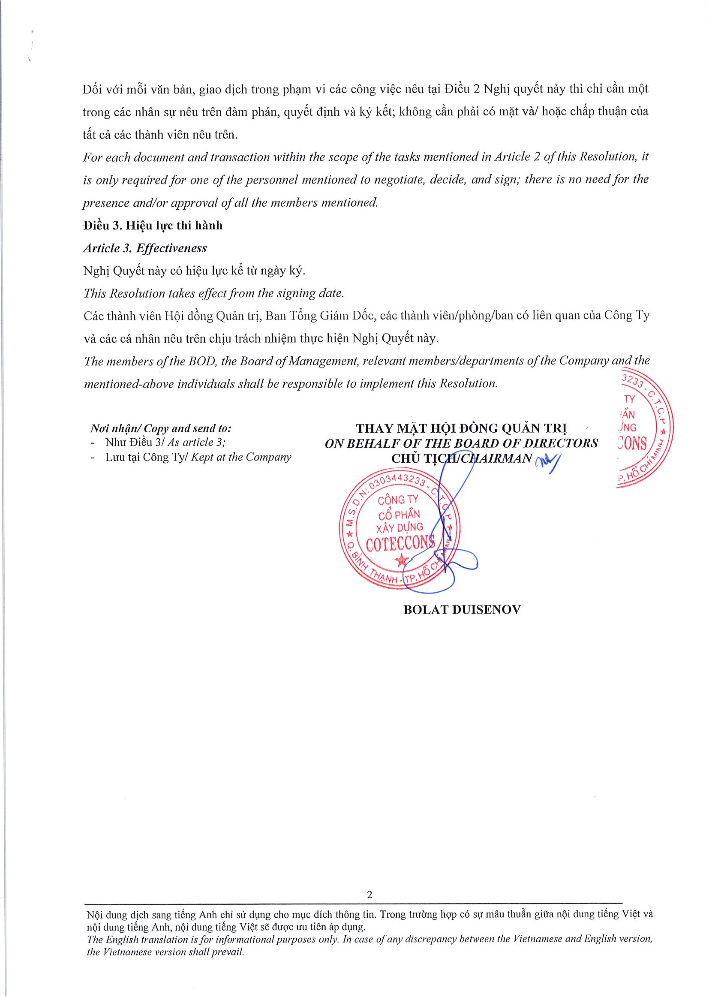 Đối với mỗi văn bản, giao dịch trong phạm vi các công việc nêu tại Điều 2 Nghị quyết này thì chỉ cần một
trong các nhân sự nêu trên đàm phán, quyết định và ký kết; không cần phải có mặt và/ hoặc chấp thuận của
tất cả các thành viên nêu trên.
For each document and transaction within the scope of the tasks mentioned in Article 2 of this Resolution, it
is only required for one of the personnel mentioned to negotiate, decide, and sign; there is no need for the
presence and/or approval of all the members mentioned.
Điều 3. Hiệu lực thi hành
Article 3. Effectiveness
Nghị Quyết này có hiệu lực kể từ ngày ký.
This Resolution takes effect from the signing date.
Các thành viên Hội đồng Quản trị, Ban Tổng Giám Đốc, các thành viên/phòng/ban có liên quan của Công Ty
và các cá nhân nêu trên chịu trách nhiệm thực hiện Nghị Quyết này.
The members of the BOD, the Board of Management, relevant members/departments of the Company and the
mentioned-above individuals shall be responsible to implement this Resolution.
3233 - C.T.C.P
TY
ẦN
ỰNG
CONS
P. HỒ CHÍ MINH
Nơi nhận/ Copy and send to:
- Như Điều 3/ As article 3;
- Lưu tại Công Ty/ Kept at the Company
THAY MẶT HỘI ĐỒNG QUẢN TRỊ
ON BEHALF OF THE BOARD OF DIRECTORS
CHỦ TỊCH/CHAIRMAN
M.S.D.N: 0303443233 - C.T.C.P
CÔNG TY
CỔ PHẦN
XÂY DỰNG
COTECCONS
Q. BÌNH THẠNH - TP. HỒ CHÍ MINH
BOLAT DUISENOV
2
Nội dung dịch sang tiếng Anh chỉ sử dụng cho mục đích thông tin. Trong trường hợp có sự mâu thuẫn giữa nội dung tiếng Việt và
nội dung tiếng Anh, nội dung tiếng Việt sẽ được ưu tiên áp dụng.
The English translation is for informational purposes only. In case of any discrepancy between the Vietnamese and English version,
the Vietnamese version shall prevail.